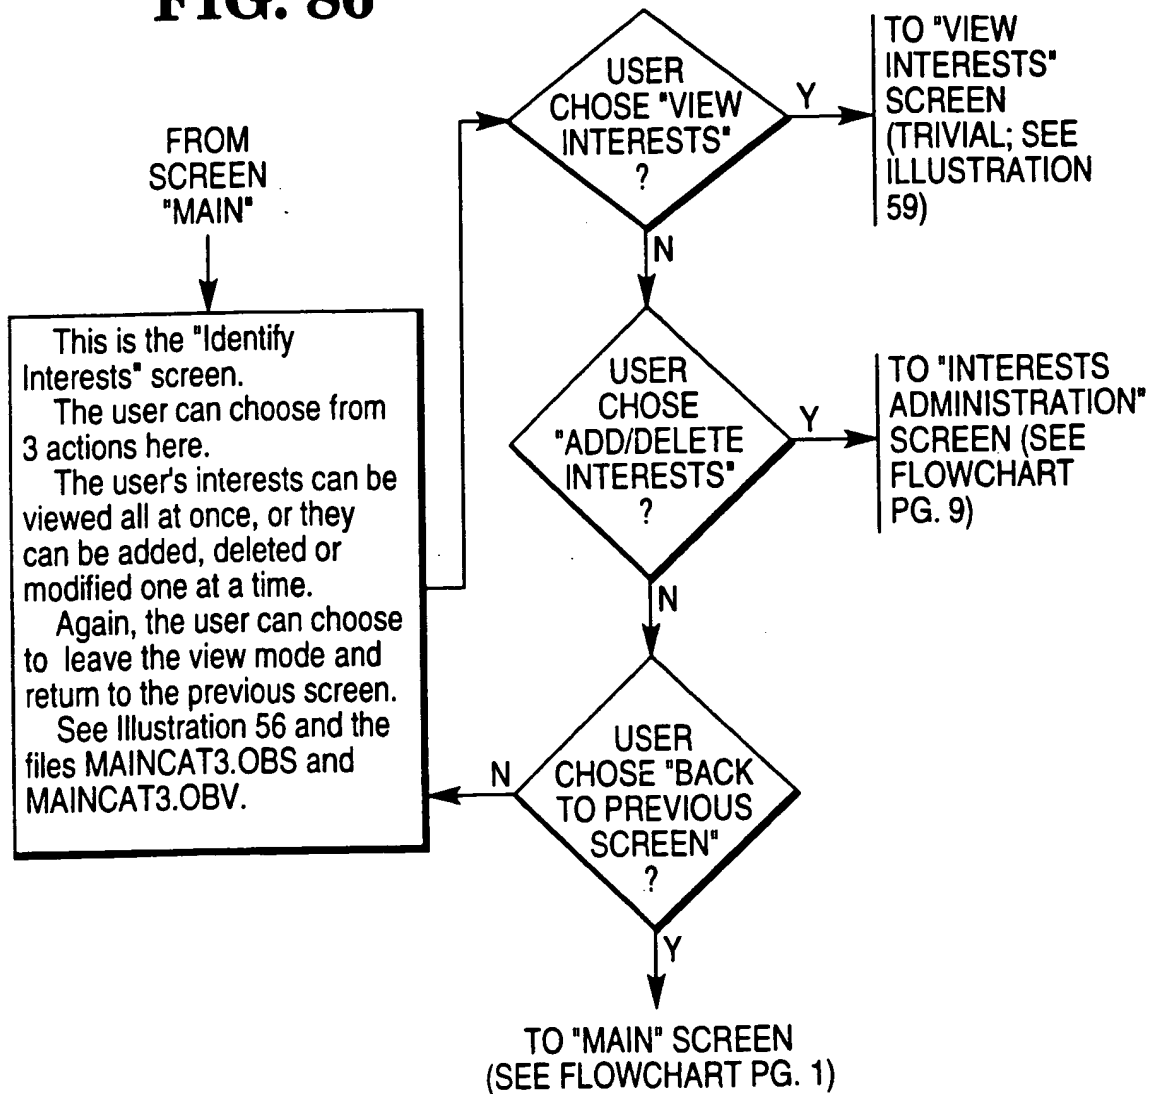 FIG. 80
FROM
SCREEN
"MAIN"
This is the "Identify
Interests" screen.
The user can choose from
3 actions here.
The user's interests can be
viewed all at once, or they
can be added, deleted or
modified one at a time.
Again, the user can choose
to leave the view mode and
return to the previous screen.
See Illustration 56 and the
files MAINCAT3.OBS and
MAINCAT3.OBV.
USER
CHOSE "VIEW
INTERESTS"
?
Y
N
TO "VIEW
INTERESTS"
SCREEN
(TRIVIAL; SEE
ILLUSTRATION
59)
USER
CHOSE
"ADD/DELETE
INTERESTS"
?
Y
N
TO "INTERESTS
ADMINISTRATION"
SCREEN (SEE
FLOWCHART
PG. 9)
USER
CHOSE "BACK
TO PREVIOUS
SCREEN"
?
N
Y
TO "MAIN" SCREEN
(SEE FLOWCHART PG. 1)